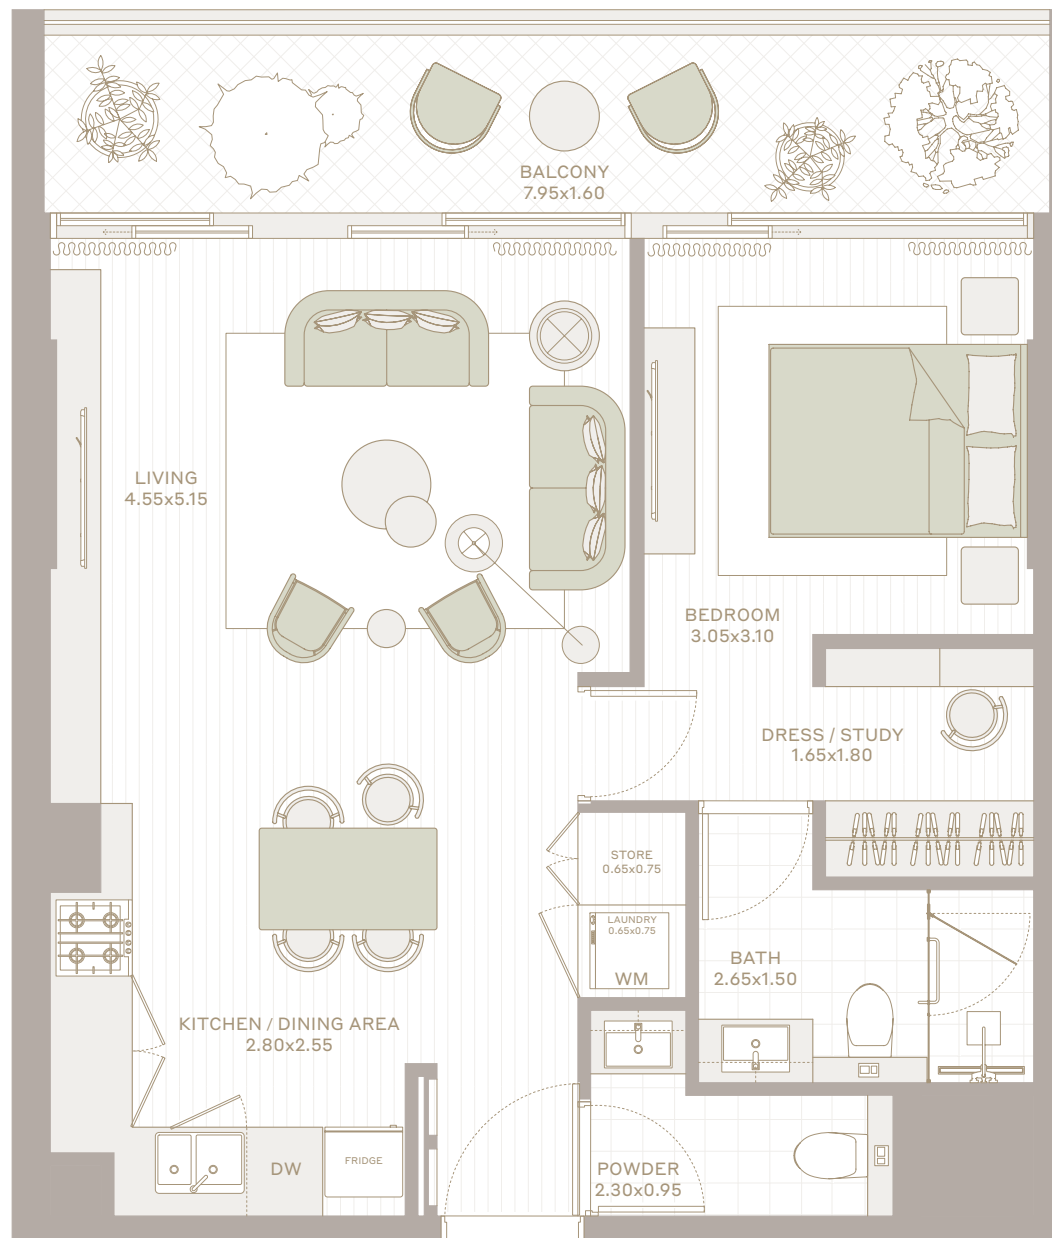 BALCONY
7.95x1.60
LIVING
4.55x5.15
BEDROOM
3.05x3.10
DRESS / STUDY
1.65x1.80
STORE
0.65x0.75
LAUNDRY
0.65x0.75
WM
BATH
2.65x1.50
KITCHEN / DINING AREA
2.80x2.55
DW
FRIDGE
POWDER
2.30x0.95